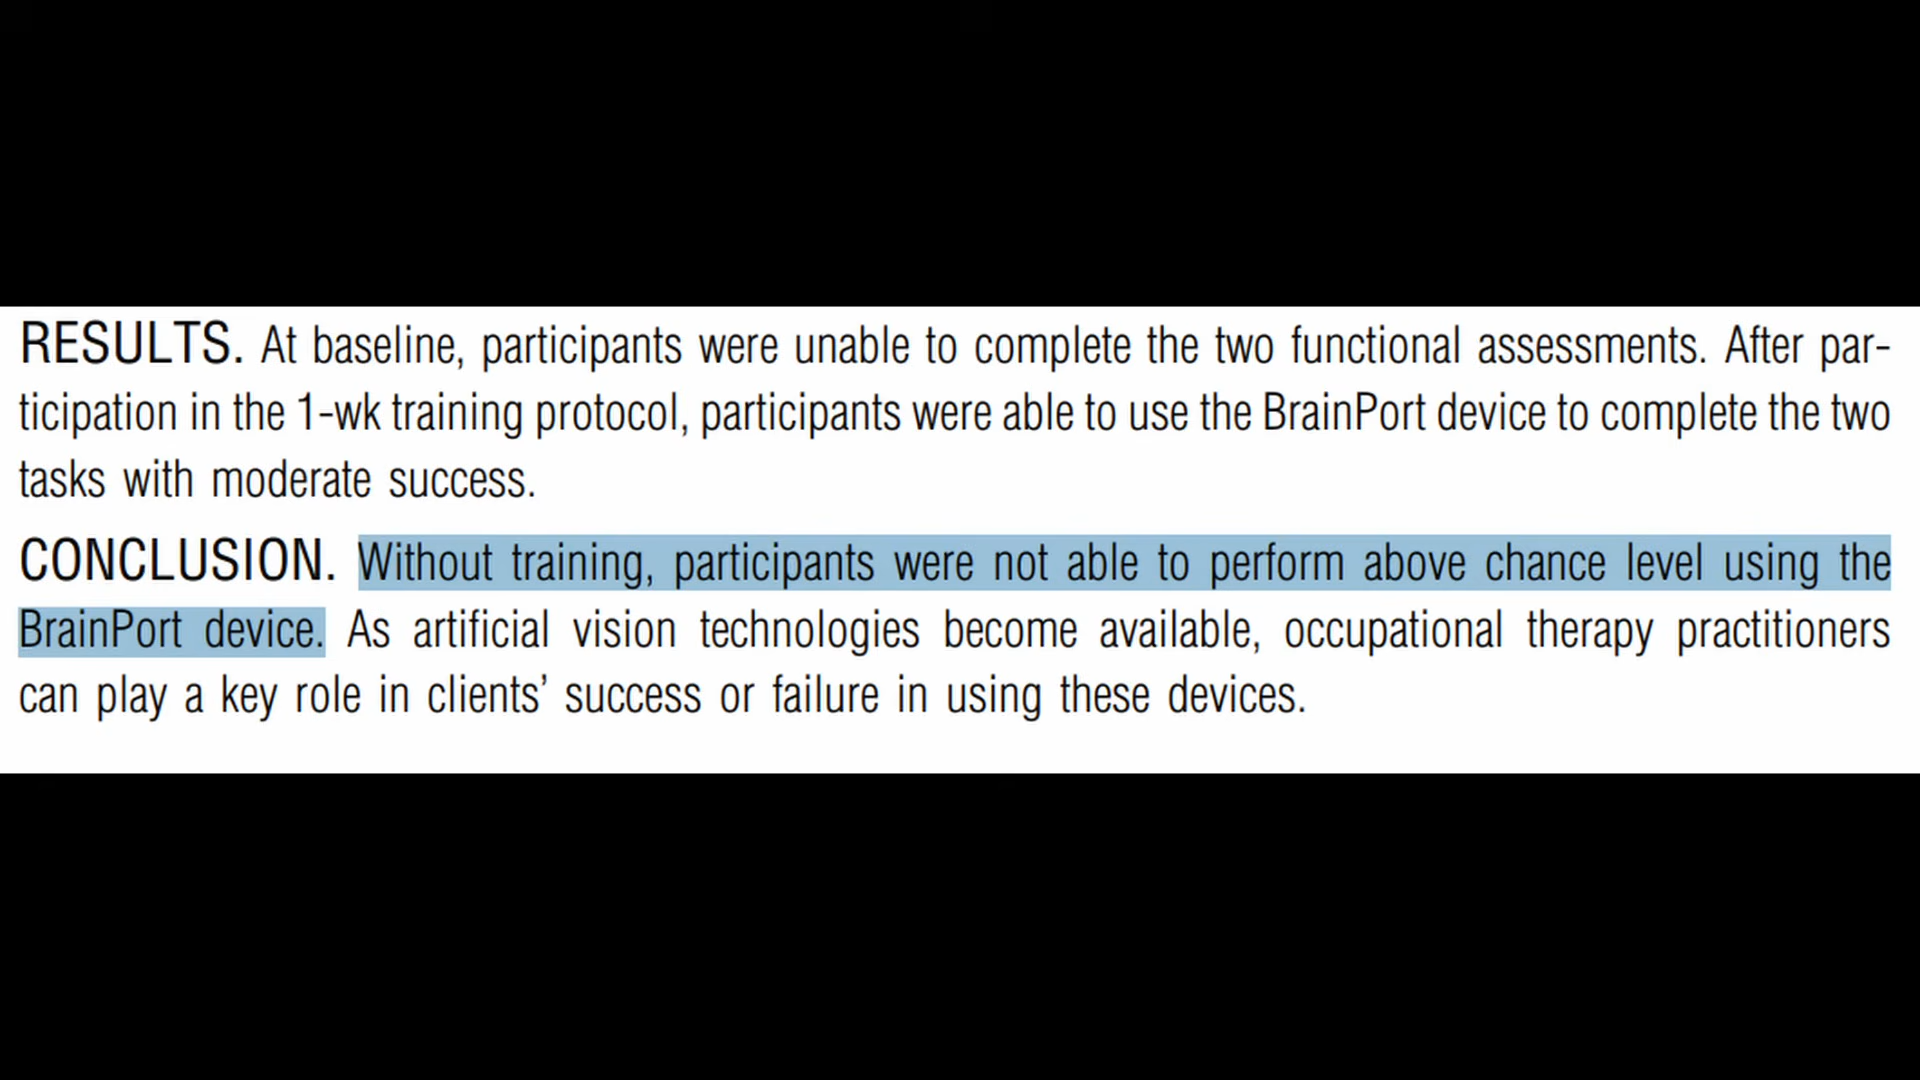 RESULTS. At baseline, participants were unable to complete the two functional assessments. After par-
ticipation in the 1-wk training protocol, participants were able to use the BrainPort device to complete the two
tasks with moderate success.
CONCLUSION. Without training, participants were not able to perform above chance level using the
BrainPort device. As artificial vision technologies become available, occupational therapy practitioners
can play a key role in clients’ success or failure in using these devices.